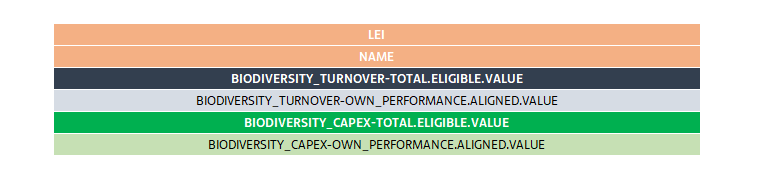 LEI
NAME
BIODIVERSITY_TURNOVER-TOTAL.ELIGIBLE.VALUE
BIODIVERSITY_TURNOVER-OWN_PERFORMANCE.ALIGNED.VALUE
BIODIVERSITY_CAPEX-TOTAL.ELIGIBLE.VALUE
BIODIVERSITY_CAPEX-OWN_PERFORMANCE.ALIGNED.VALUE